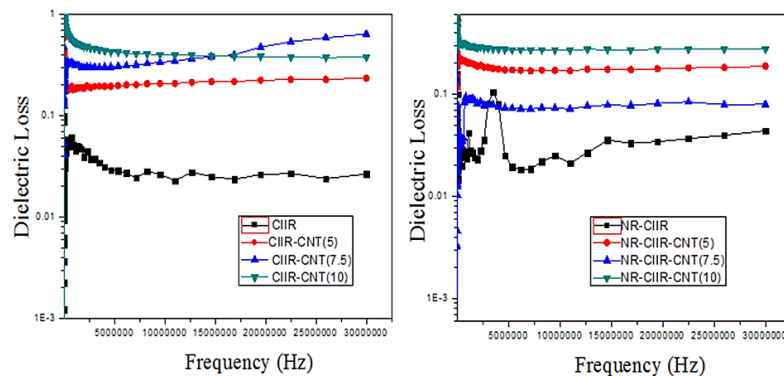 Dielectric Loss
1
0.1
0.01
1E-3
CIIR
CIIR-CNT(5)
CIIR-CNT(7.5)
CIIR-CNT(10)
5000000 10000000 15000000 20000000 25000000 30000000
Frequency (Hz)
Dielectric Loss
0.1
0.01
1E-3
NR-CIIR
NR-CIIR-CNT(5)
NR-CIIR-CNT(7.5)
NR-CIIR-CNT(10)
5000000 10000000 15000000 20000000 25000000 30000000
Frequency (Hz)